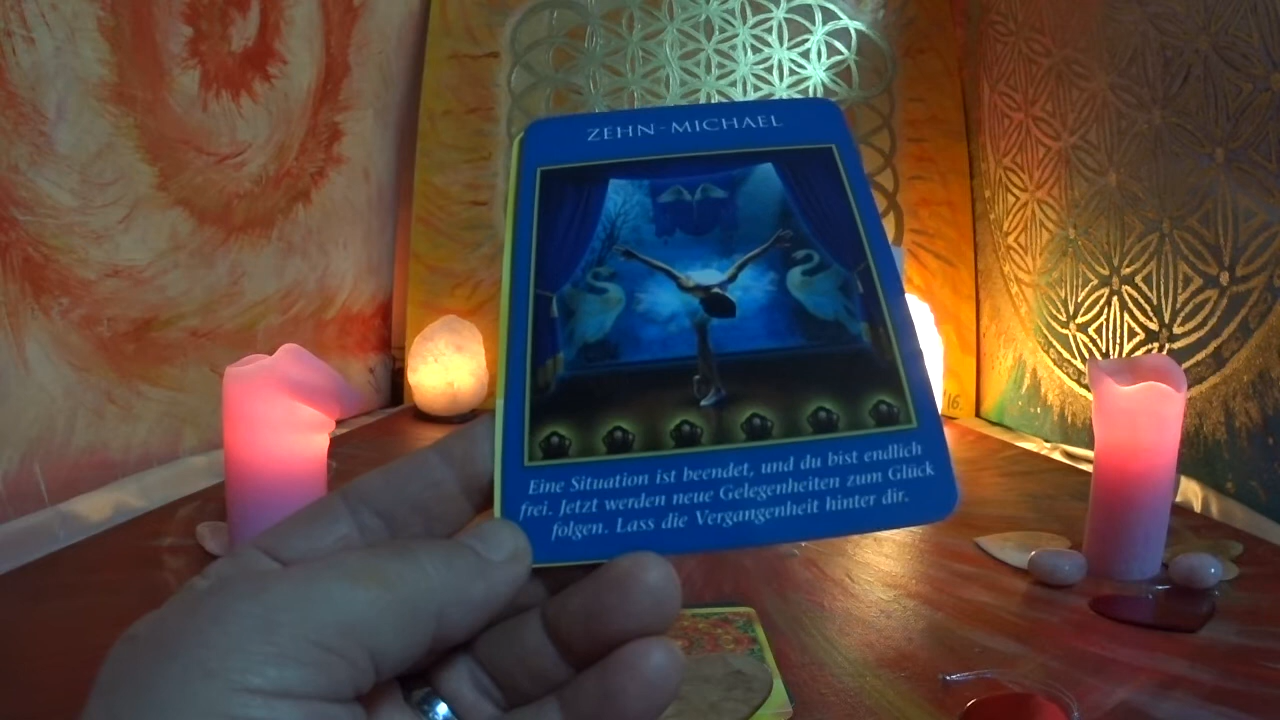 ZEHN-MICHAEL
Eine Situation ist beendet, und du bist endlich
frei. Jetzt werden neue Gelegenheiten zum Glück
folgen. Lass die Vergangenheit hinter dir.
'16.